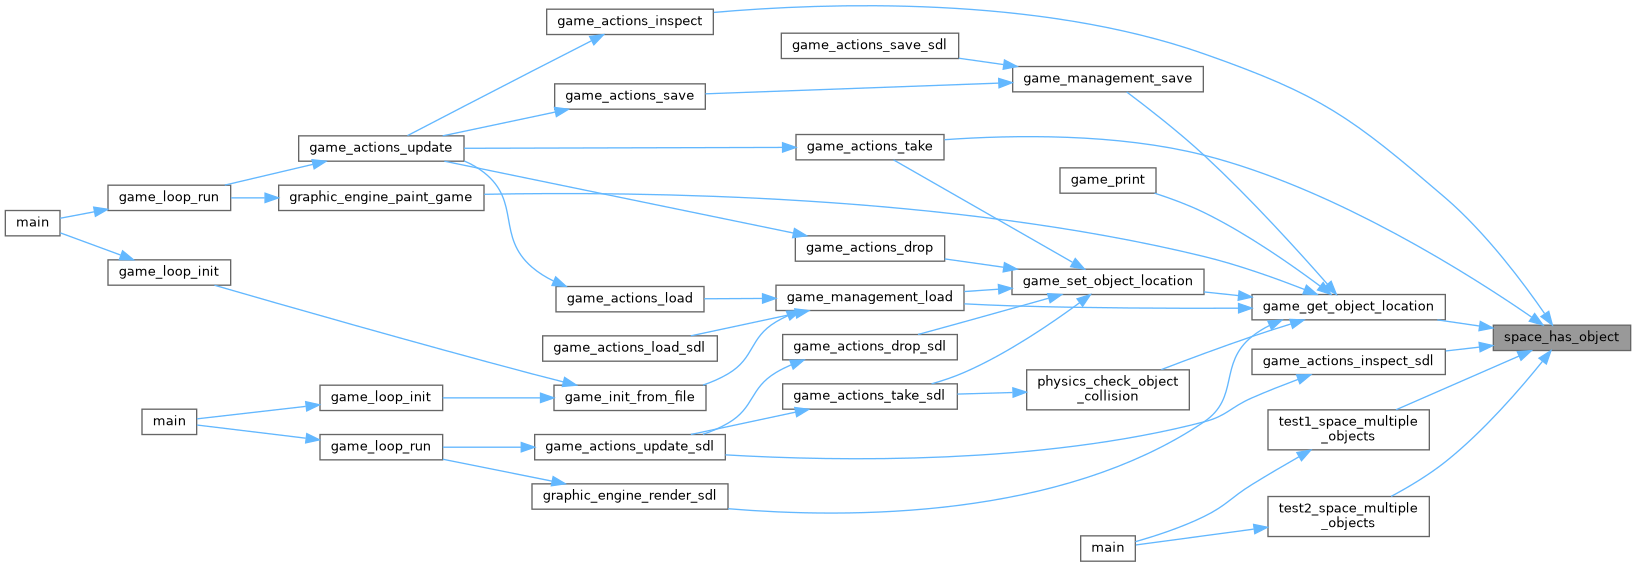 game_actions_inspect
game_actions_save_sdl
game_management_save
game_actions_save
game_actions_update
game_actions_take
game_print
game_loop_run
graphic_engine_paint_game
main
game_actions_drop
game_loop_init
game_set_object_location
game_actions_load
game_management_load
game_get_object_location
space_has_object
game_actions_load_sdl
game_actions_drop_sdl
game_actions_inspect_sdl
physics_check_object
_collision
game_loop_init
game_init_from_file
game_actions_take_sdl
main
test1_space_multiple
_objects
game_loop_run
game_actions_update_sdl
graphic_engine_render_sdl
test2_space_multiple
_objects
main